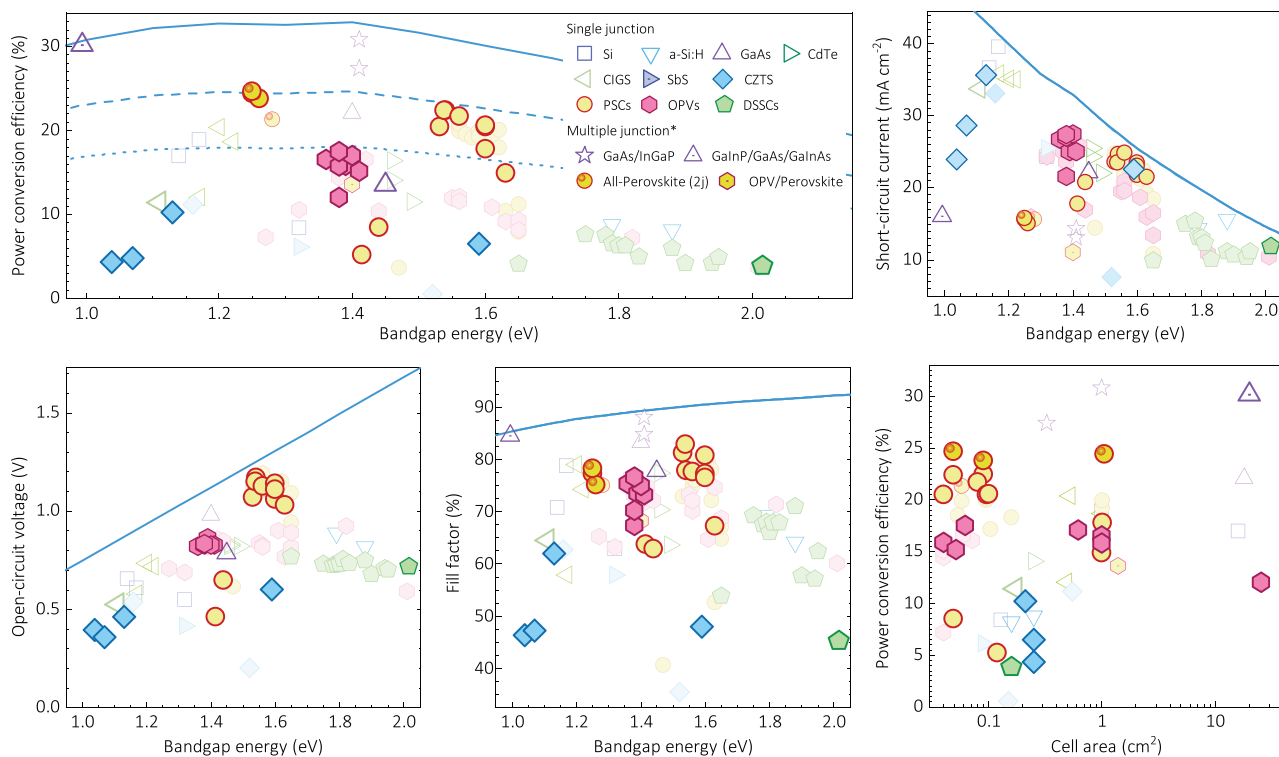 Power conversion efficiency (%)
30
20
10
0
1.0 1.2 1.4 1.6 1.8 2.0
Bandgap energy (eV)
Single junction
Si a-Si:H GaAs CdTe
CIGS SbS CZTS
PSCs OPVs DSSCs
Multiple junction*
GaAs/InGaP GaInP/GaAs/GaInAs
All-Perovskite (2j) OPV/Perovskite
Short-circuit current (mA cm-2)
40
30
20
10
1.0 1.2 1.4 1.6 1.8 2.0
Bandgap energy (eV)
Open-circuit voltage (V)
1.5
1.0
0.5
0.0
1.0 1.2 1.4 1.6 1.8 2.0
Bandgap energy (eV)
Fill factor (%)
90
80
70
60
50
40
1.0 1.2 1.4 1.6 1.8 2.0
Bandgap energy (eV)
Power conversion efficiency (%)
30
25
20
15
10
5
0
0.1 1 10
Cell area (cm2)